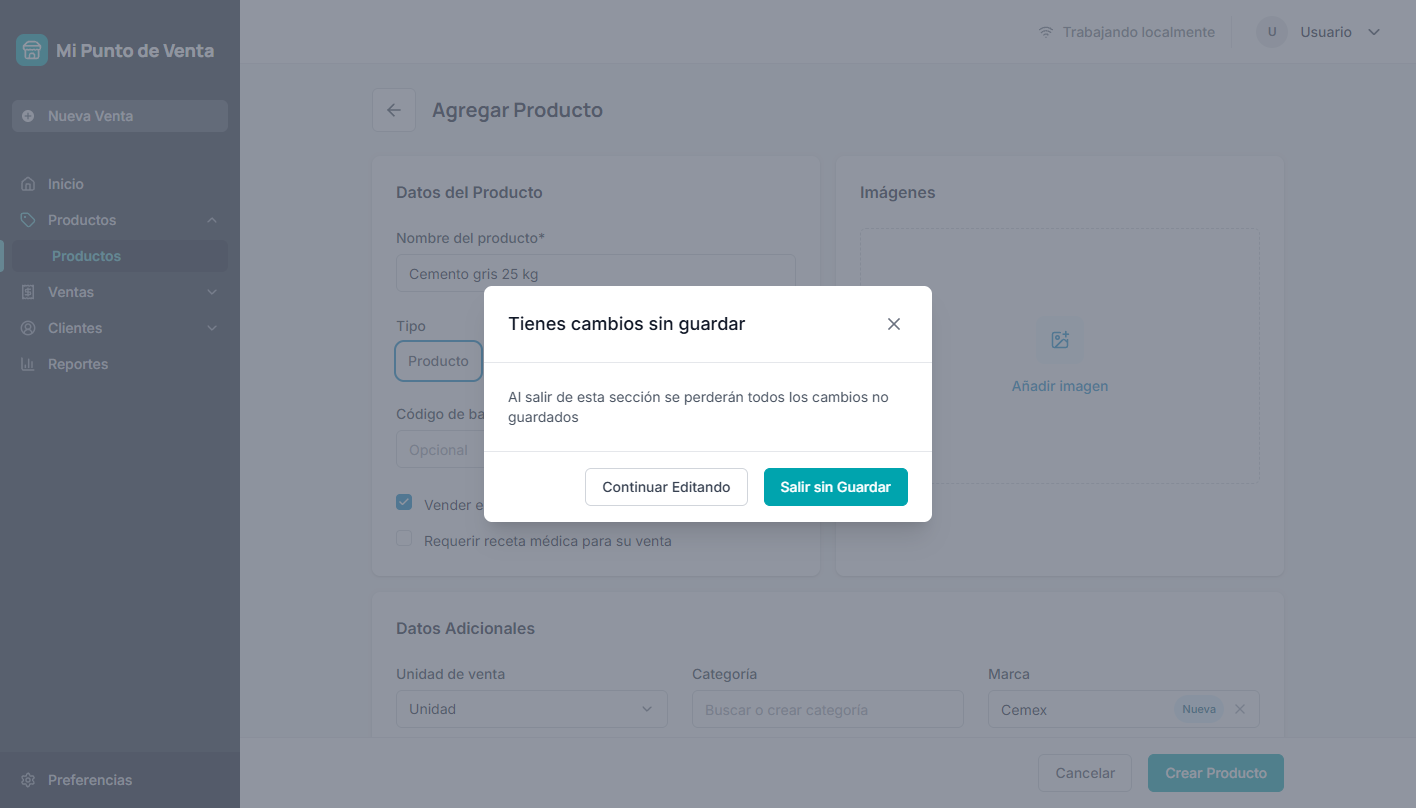 Mi Punto de Venta
Trabajando localmente
U
Usuario
Nueva Venta
Inicio
Productos
Productos
Ventas
Clientes
Reportes
Preferencias
Agregar Producto
Datos del Producto
Nombre del producto*
Cemento gris 25 kg
Tipo
Producto
Código de ba
Opcional
Vender e
Requerir receta médica para su venta
Imágenes
Añadir imagen
Tienes cambios sin guardar
Al salir de esta sección se perderán todos los cambios no
guardados
Continuar Editando
Salir sin Guardar
Datos Adicionales
Unidad de venta
Unidad
Categoría
Buscar o crear categoría
Marca
Cemex
Nueva
Cancelar
Crear Producto